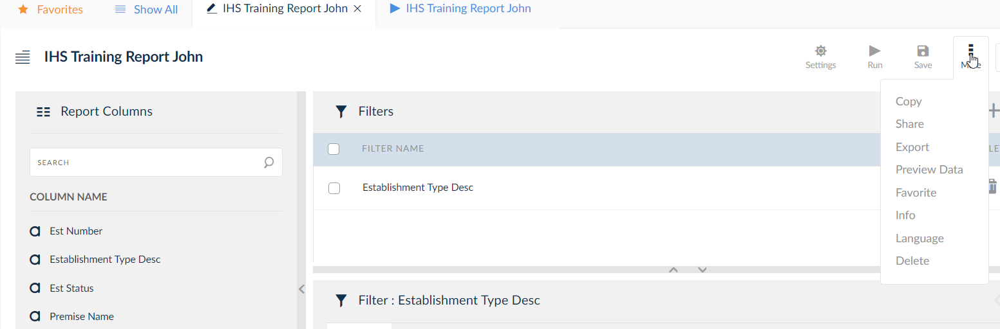 Favorites
Show All
IHS Training Report John
IHS Training Report John
IHS Training Report John
Settings
Run
Save
Copy
Share
Export
Preview Data
Favorite
Info
Language
Delete
Report Columns
SEARCH
COLUMN NAME
Est Number
Establishment Type Desc
Est Status
Premise Name
Filters
FILTER NAME
Establishment Type Desc
Filter : Establishment Type Desc